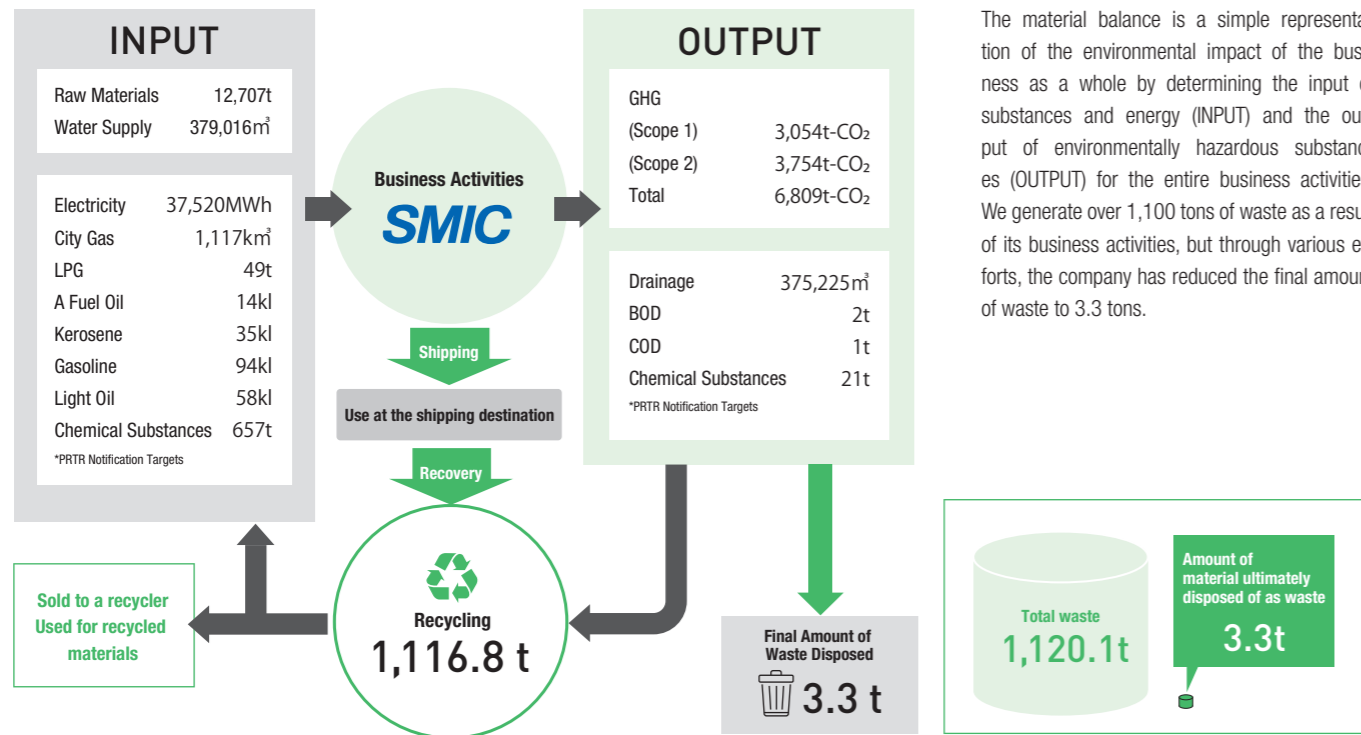 INPUT
Raw Materials 12,707t
Water Supply 379,016㎥
Electricity 37,520MWh
City Gas 1,117k㎥
LPG 49t
A Fuel Oil 14kl
Kerosene 35kl
Gasoline 94kl
Light Oil 58kl
Chemical Substances 657t
*PRTR Notification Targets
Business Activities
SMIC
Shipping
Use at the shipping destination
Recovery
Recycling
1,116.8 t
Sold to a recycler
Used for recycled
materials
OUTPUT
GHG
(Scope 1) 3,054t-CO₂
(Scope 2) 3,754t-CO₂
Total 6,809t-CO₂
Drainage 375,225㎥
BOD 2t
COD 1t
Chemical Substances 21t
*PRTR Notification Targets
Final Amount of
Waste Disposed
3.3 t
The material balance is a simple representa
tion of the environmental impact of the bus
ness as a whole by determining the input
substances and energy (INPUT) and the ou
put of environmentally hazardous substanc
es (OUTPUT) for the entire business activitie
We generate over 1,100 tons of waste as a resu
of its business activities, but through various e
forts, the company has reduced the final amoun
of waste to 3.3 tons.
Total waste
1,120.1t
Amount of
material ultimately
disposed of as waste
3.3t